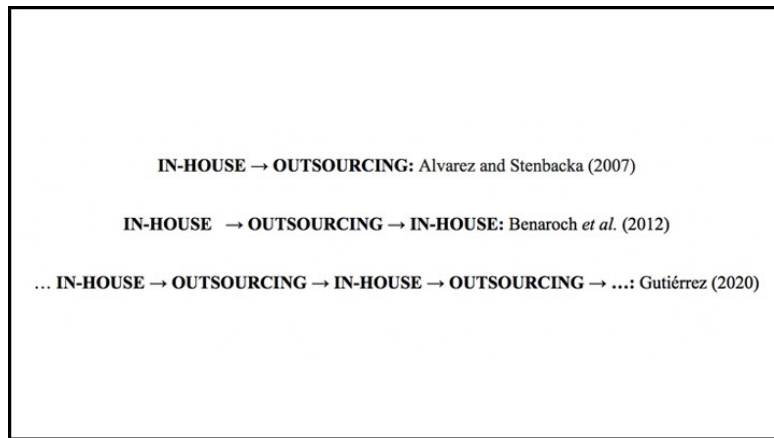 IN-HOUSE → OUTSOURCING: Alvarez and Stenbacka (2007)
IN-HOUSE → OUTSOURCING → IN-HOUSE: Benaroch et al. (2012)
... IN-HOUSE → OUTSOURCING → IN-HOUSE → OUTSOURCING → ...: Gutiérrez (2020)